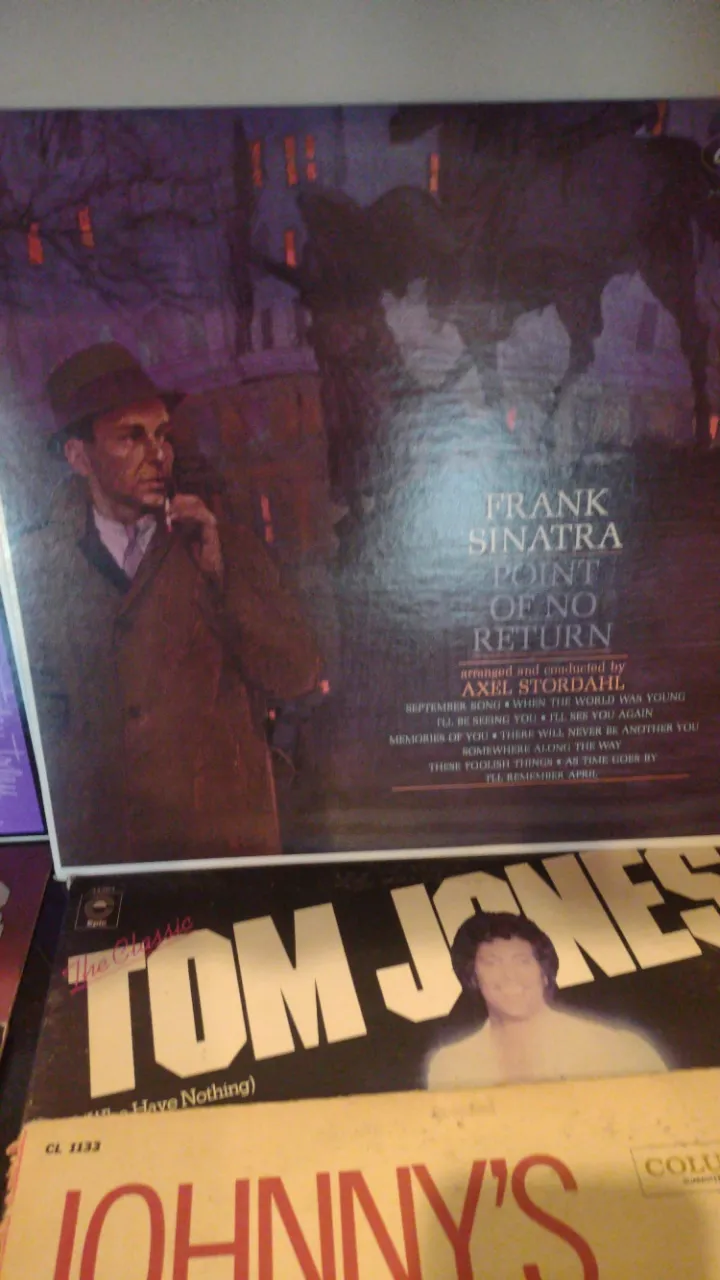 FRANK
SINATRA
POINT
OF NO
RETURN
arranged and conducted by
AXEL STORDAHL
SEPTEMBER SONG • WHEN THE WORLD WAS YOUNG
I'LL BE SEEING YOU • I'LL SEE YOU AGAIN
MEMORIES OF YOU • THERE WILL NEVER BE ANOTHER YOU
SOMEWHERE ALONG THE WAY
THESE FOOLISH THINGS • AS TIME GOES BY
I'LL REMEMBER APRIL
Epic
The Classic
TOM JONES
Who Have Nothing)
CL 1133
COLU
JOHNNY'S